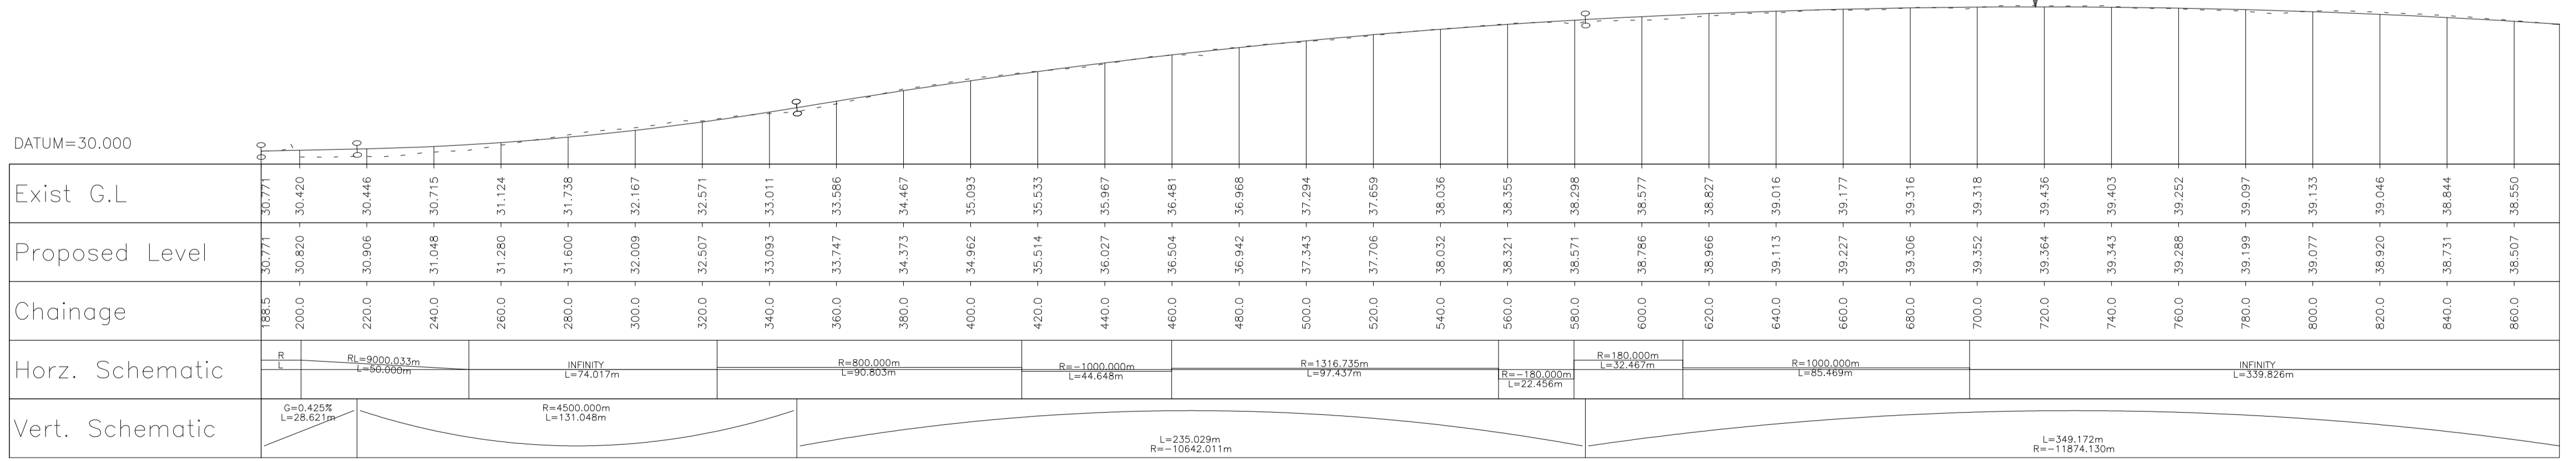 DATUM=30.000
Exist G.L 30.771 30.420 30.446 30.715 31.124 31.738 32.167 32.571 33.011 33.586 34.467 35.093 35.533 35.967 36.481 36.968 37.294 37.659 38.036 38.355 38.298 38.577 38.827 39.016 39.177 39.316 39.318 39.436 39.403 39.252 39.097 39.133 39.046 38.844 38.550
Proposed Level 30.771 30.820 30.906 31.048 31.280 31.600 32.009 32.507 33.093 33.747 34.373 34.962 35.514 36.027 36.504 36.942 37.343 37.706 38.032 38.321 38.571 38.786 38.966 39.113 39.227 39.306 39.352 39.364 39.343 39.288 39.199 39.077 38.920 38.731 38.507
Chainage 188.5 200.0 220.0 240.0 260.0 280.0 300.0 320.0 340.0 360.0 380.0 400.0 420.0 440.0 460.0 480.0 500.0 520.0 540.0 560.0 580.0 600.0 620.0 640.0 660.0 680.0 700.0 720.0 740.0 760.0 780.0 800.0 820.0 840.0 860.0
Horz. Schematic
R
L
RL=9000.033m
L=50.000m
INFINITY
L=74.017m
R=800.000m
L=90.803m
R=-1000.000m
L=44.648m
R=1316.735m
L=97.437m
R=-180.000m
L=22.456m
R=180.000m
L=32.467m
R=1000.000m
L=85.469m
INFINITY
L=339.826m
Vert. Schematic
G=0.425%
L=28.621m
R=4500.000m
L=131.048m
L=235.029m
R=-10642.011m
L=349.172m
R=-11874.130m